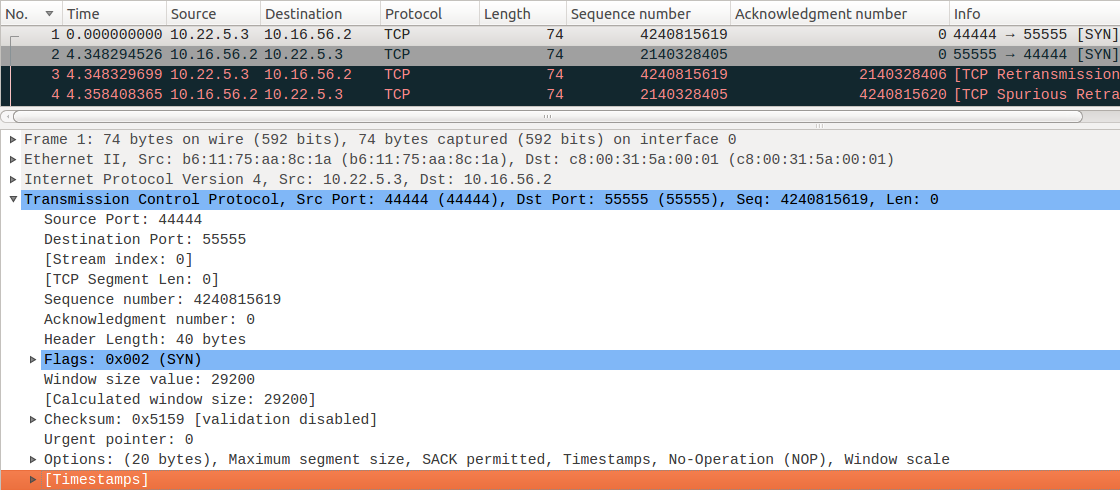 No. Time Source Destination Protocol Length Sequence number Acknowledgment number Info
1 0.000000000 10.22.5.3 10.16.56.2 TCP 74 4240815619 0 44444 → 55555 [SYN]
2 4.348294526 10.16.56.2 10.22.5.3 TCP 74 2140328405 0 55555 → 44444 [SYN]
3 4.348329699 10.22.5.3 10.16.56.2 TCP 74 4240815619 2140328406 [TCP Retransmission
4 4.358408365 10.16.56.2 10.22.5.3 TCP 74 2140328405 4240815620 [TCP Spurious Retra
Frame 1: 74 bytes on wire (592 bits), 74 bytes captured (592 bits) on interface 0
Ethernet II, Src: b6:11:75:aa:8c:1a (b6:11:75:aa:8c:1a), Dst: c8:00:31:5a:00:01 (c8:00:31:5a:00:01)
Internet Protocol Version 4, Src: 10.22.5.3, Dst: 10.16.56.2
Transmission Control Protocol, Src Port: 44444 (44444), Dst Port: 55555 (55555), Seq: 4240815619, Len: 0
Source Port: 44444
Destination Port: 55555
[Stream index: 0]
[TCP Segment Len: 0]
Sequence number: 4240815619
Acknowledgment number: 0
Header Length: 40 bytes
Flags: 0x002 (SYN)
Window size value: 29200
[Calculated window size: 29200]
Checksum: 0x5159 [validation disabled]
Urgent pointer: 0
Options: (20 bytes), Maximum segment size, SACK permitted, Timestamps, No-Operation (NOP), Window scale
[Timestamps]